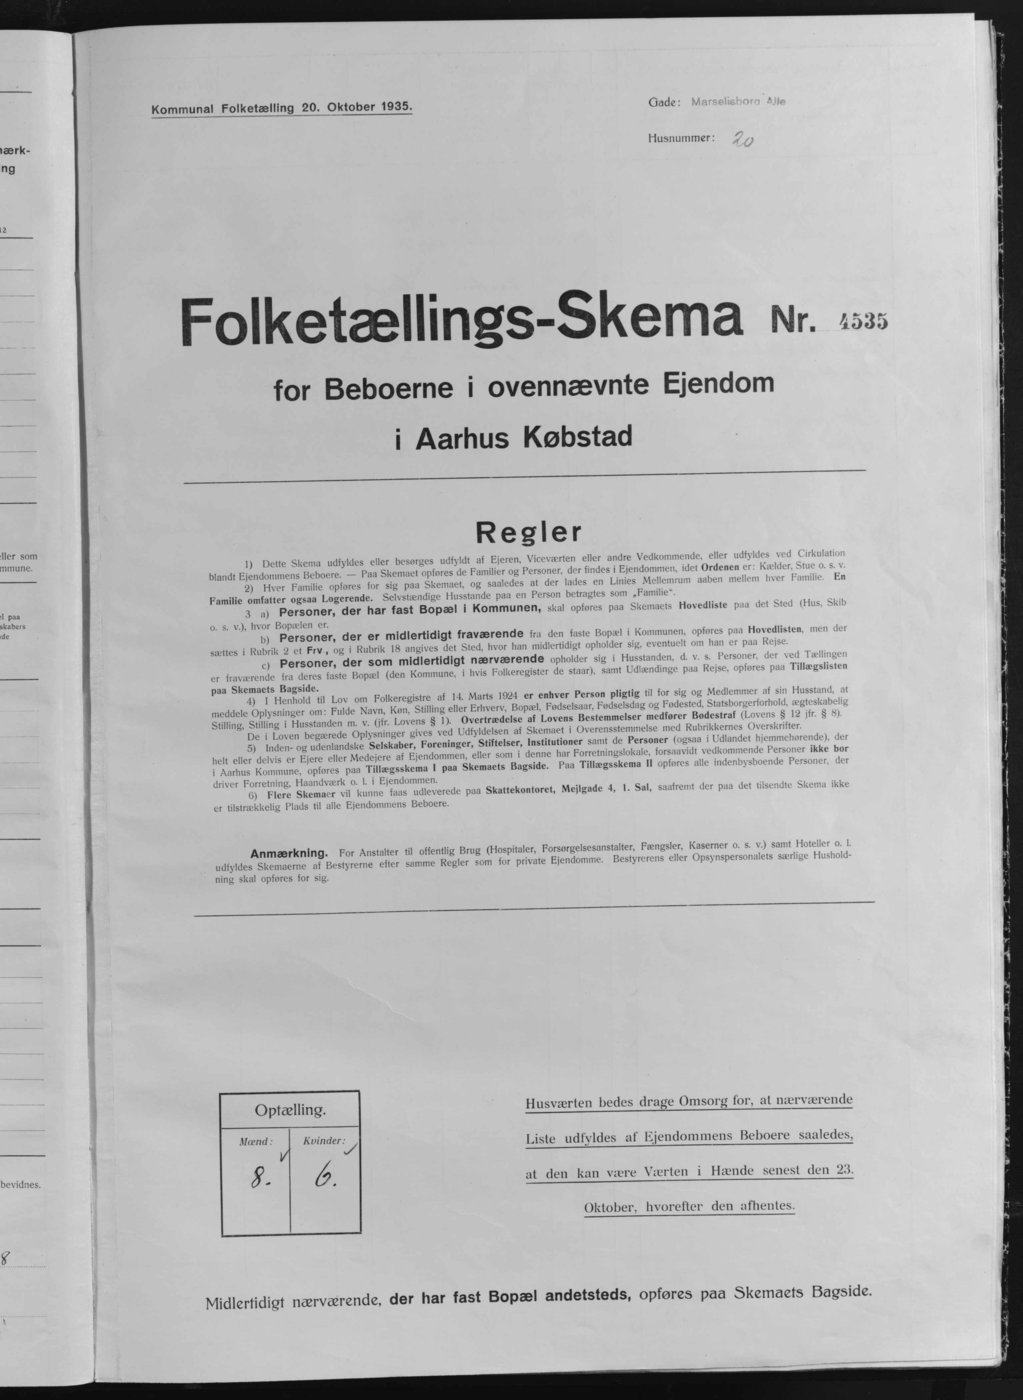 Kommunal Folketælling 20. Oktober 1935.
Gade: Marselisborg Alle
Husnummer: 20
Folketællings-Skema Nr. 4535
for Beboerne i ovennævnte Ejendom
i Aarhus Købstad
Regler
1) Dette Skema udfyldes eller besørges udfyldt af Ejeren, Viceværten eller andre Vedkommende, eller udfyldes ved Cirkulation
blandt Ejendommens Beboere. — Paa Skemaet opføres de Familier og Personer, der findes i Ejendommen, idet Ordenen er: Kælder, Stue o. s. v.
2) Hver Familie opføres for sig paa Skemaet, og saaledes at der lades en Linies Mellemrum aaben mellem hver Familie. En
Familie omfatter ogsaa Logerende. Selvstændige Husstande paa en Person betragtes som „Familie“.
3 a) Personer, der har fast Bopæl i Kommunen, skal opføres paa Skemaets Hovedliste paa det Sted (Hus, Skib
o. s. v.), hvor Bopælen er.
b) Personer, der er midlertidigt fraværende fra den faste Bopæl i Kommunen, opføres paa Hovedlisten, men der
sættes i Rubrik 2 et Frv., og i Rubrik 18 angives det Sted, hvor han midlertidigt opholder sig, eventuelt om han er paa Rejse.
c) Personer, der som midlertidigt nærværende opholder sig i Husstanden, d. v. s. Personer, der ved Tællingen
er fraværende fra deres faste Bopæl (den Kommune, i hvis Folkeregister de staar), samt Udlændinge paa Rejse, opføres paa Tillægslisten
paa Skemaets Bagside.
4) I Henhold til Lov om Folkeregistre af 14. Marts 1924 er enhver Person pligtig til for sig og Medlemmer af sin Husstand, at
meddele Oplysninger om: Fulde Navn, Køn, Stilling eller Erhverv, Bopæl, Fødselsaar, Fødselsdag og Fødested, Statsborgerforhold, ægteskabelig
Stilling, Stilling i Husstanden m. v. (jfr. Lovens § 1). Overtrædelse af Lovens Bestemmelser medfører Bødestraf (Lovens § 12 jfr. § 8).
De i Loven begærede Oplysninger gives ved Udfyldelsen af Skemaet i Overensstemmelse med Rubrikkernes Overskrifter.
5) Inden- og udenlandske Selskaber, Foreninger, Stiftelser, Institutioner samt de Personer (ogsaa i Udlandet hjemmehørende), der
helt eller delvis er Ejere eller Medejere af Ejendommen, eller som i denne har Forretningslokale, forsaavidt vedkommende Personer ikke bor
i Aarhus Kommune, opføres paa Tillægsskema I paa Skemaets Bagside. Paa Tillægsskema II opføres alle indenbysboende Personer, der
driver Forretning, Haandværk o. l. i Ejendommen.
6) Flere Skemaer vil kunne faas udleverede paa Skattekontoret, Mejlgade 4, 1. Sal, saafremt der paa det tilsendte Skema ikke
er tilstrækkelig Plads til alle Ejendommens Beboere.
Anmærkning. For Anstalter til offentlig Brug (Hospitaler, Forsørgelsesanstalter, Fængsler, Kaserner o. s. v.) samt Hoteller o. l.
udfyldes Skemaerne af Bestyrerne efter samme Regler som for private Ejendomme. Bestyrerens eller Opsynspersonalets særlige Hushold-
ning skal opføres for sig.
Optælling.
Mænd: Kvinder:
8. 6.
Husværten bedes drage Omsorg for, at nærværende
Liste udfyldes af Ejendommens Beboere saaledes,
at den kan være Værten i Hænde senest den 23.
Oktober, hvorefter den afhentes.
Midlertidigt nærværende, der har fast Bopæl andetsteds, opføres paa Skemaets Bagside.